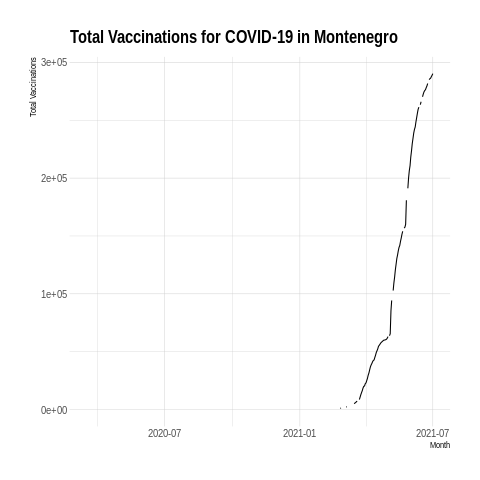 Total Vaccinations for COVID-19 in Montenegro
Total Vaccinations
3e+05
2e+05
1e+05
0e+00
2020-07
2021-01
2021-07
Month